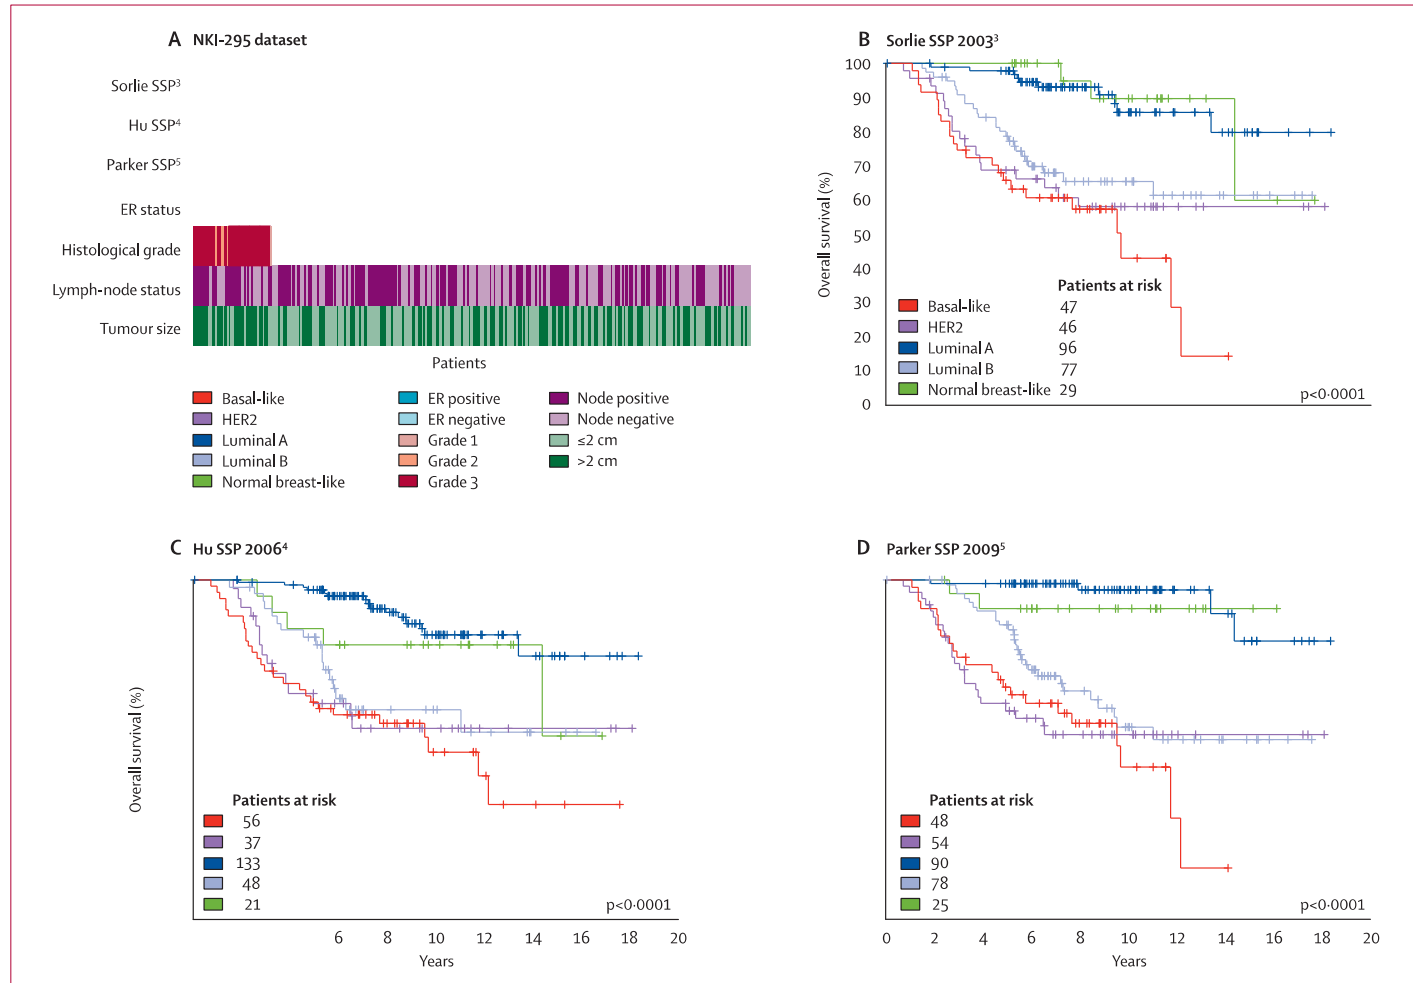 A NKI-295 dataset
Sorlie SSP³
Hu SSP⁴
Parker SSP⁵
ER status
Histological grade
Lymph-node status
Tumour size
Patients
Basal-like
HER2
Luminal A
Luminal B
Normal breast-like
ER positive
ER negative
Grade 1
Grade 2
Grade 3
Node positive
Node negative
≤2 cm
>2 cm
B Sorlie SSP 2003³
Overall survival (%)
100
90
80
70
60
50
40
30
20
10
0
Patients at risk
Basal-like 47
HER2 46
Luminal A 96
Luminal B 77
Normal breast-like 29
p<0·0001
C Hu SSP 2006⁴
Overall survival (%)
Patients at risk
56
37
133
48
21
p<0·0001
6 8 10 12 14 16 18 20
Years
D Parker SSP 2009⁵
Patients at risk
48
54
90
78
25
p<0·0001
0 2 4 6 8 10 12 14 16 18 20
Years